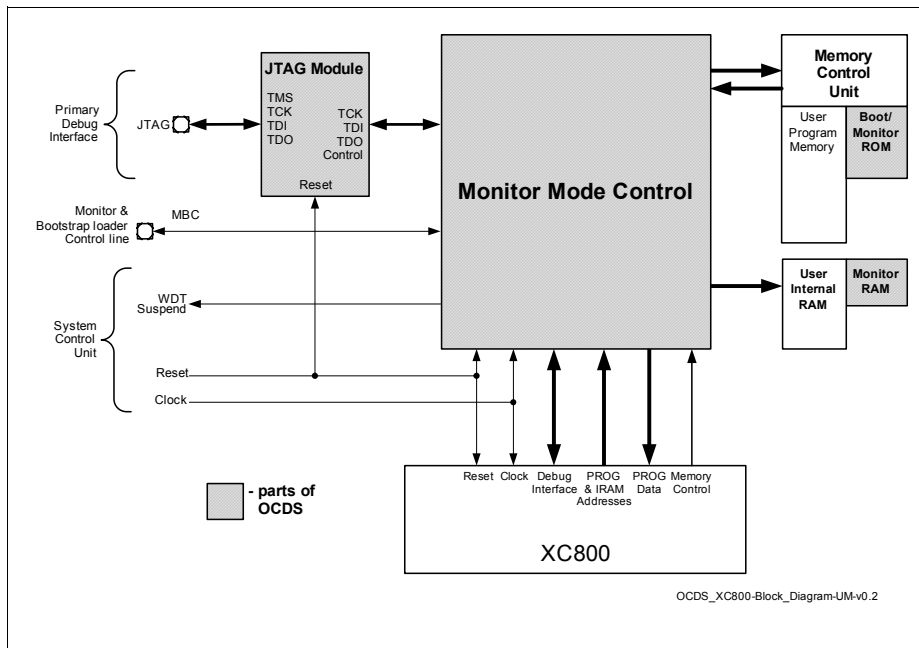 JTAG Module
TMS
TCK
TDI
TDO
TCK
TDI
TDO
Control
Reset
Primary
Debug
Interface
JTAG
Monitor &
Bootstrap loader
Control line
MBC
WDT
Suspend
System
Control
Unit
Reset
Clock
Monitor Mode Control
Memory
Control
Unit
User
Program
Memory
Boot/
Monitor
ROM
User
Internal
RAM
Monitor
RAM
Reset
Clock
Debug
Interface
PROG
& IRAM
Addresses
PROG
Data
Memory
Control
XC800
- parts of
OCDS
OCDS_XC800-Block_Diagram-UM-v0.2